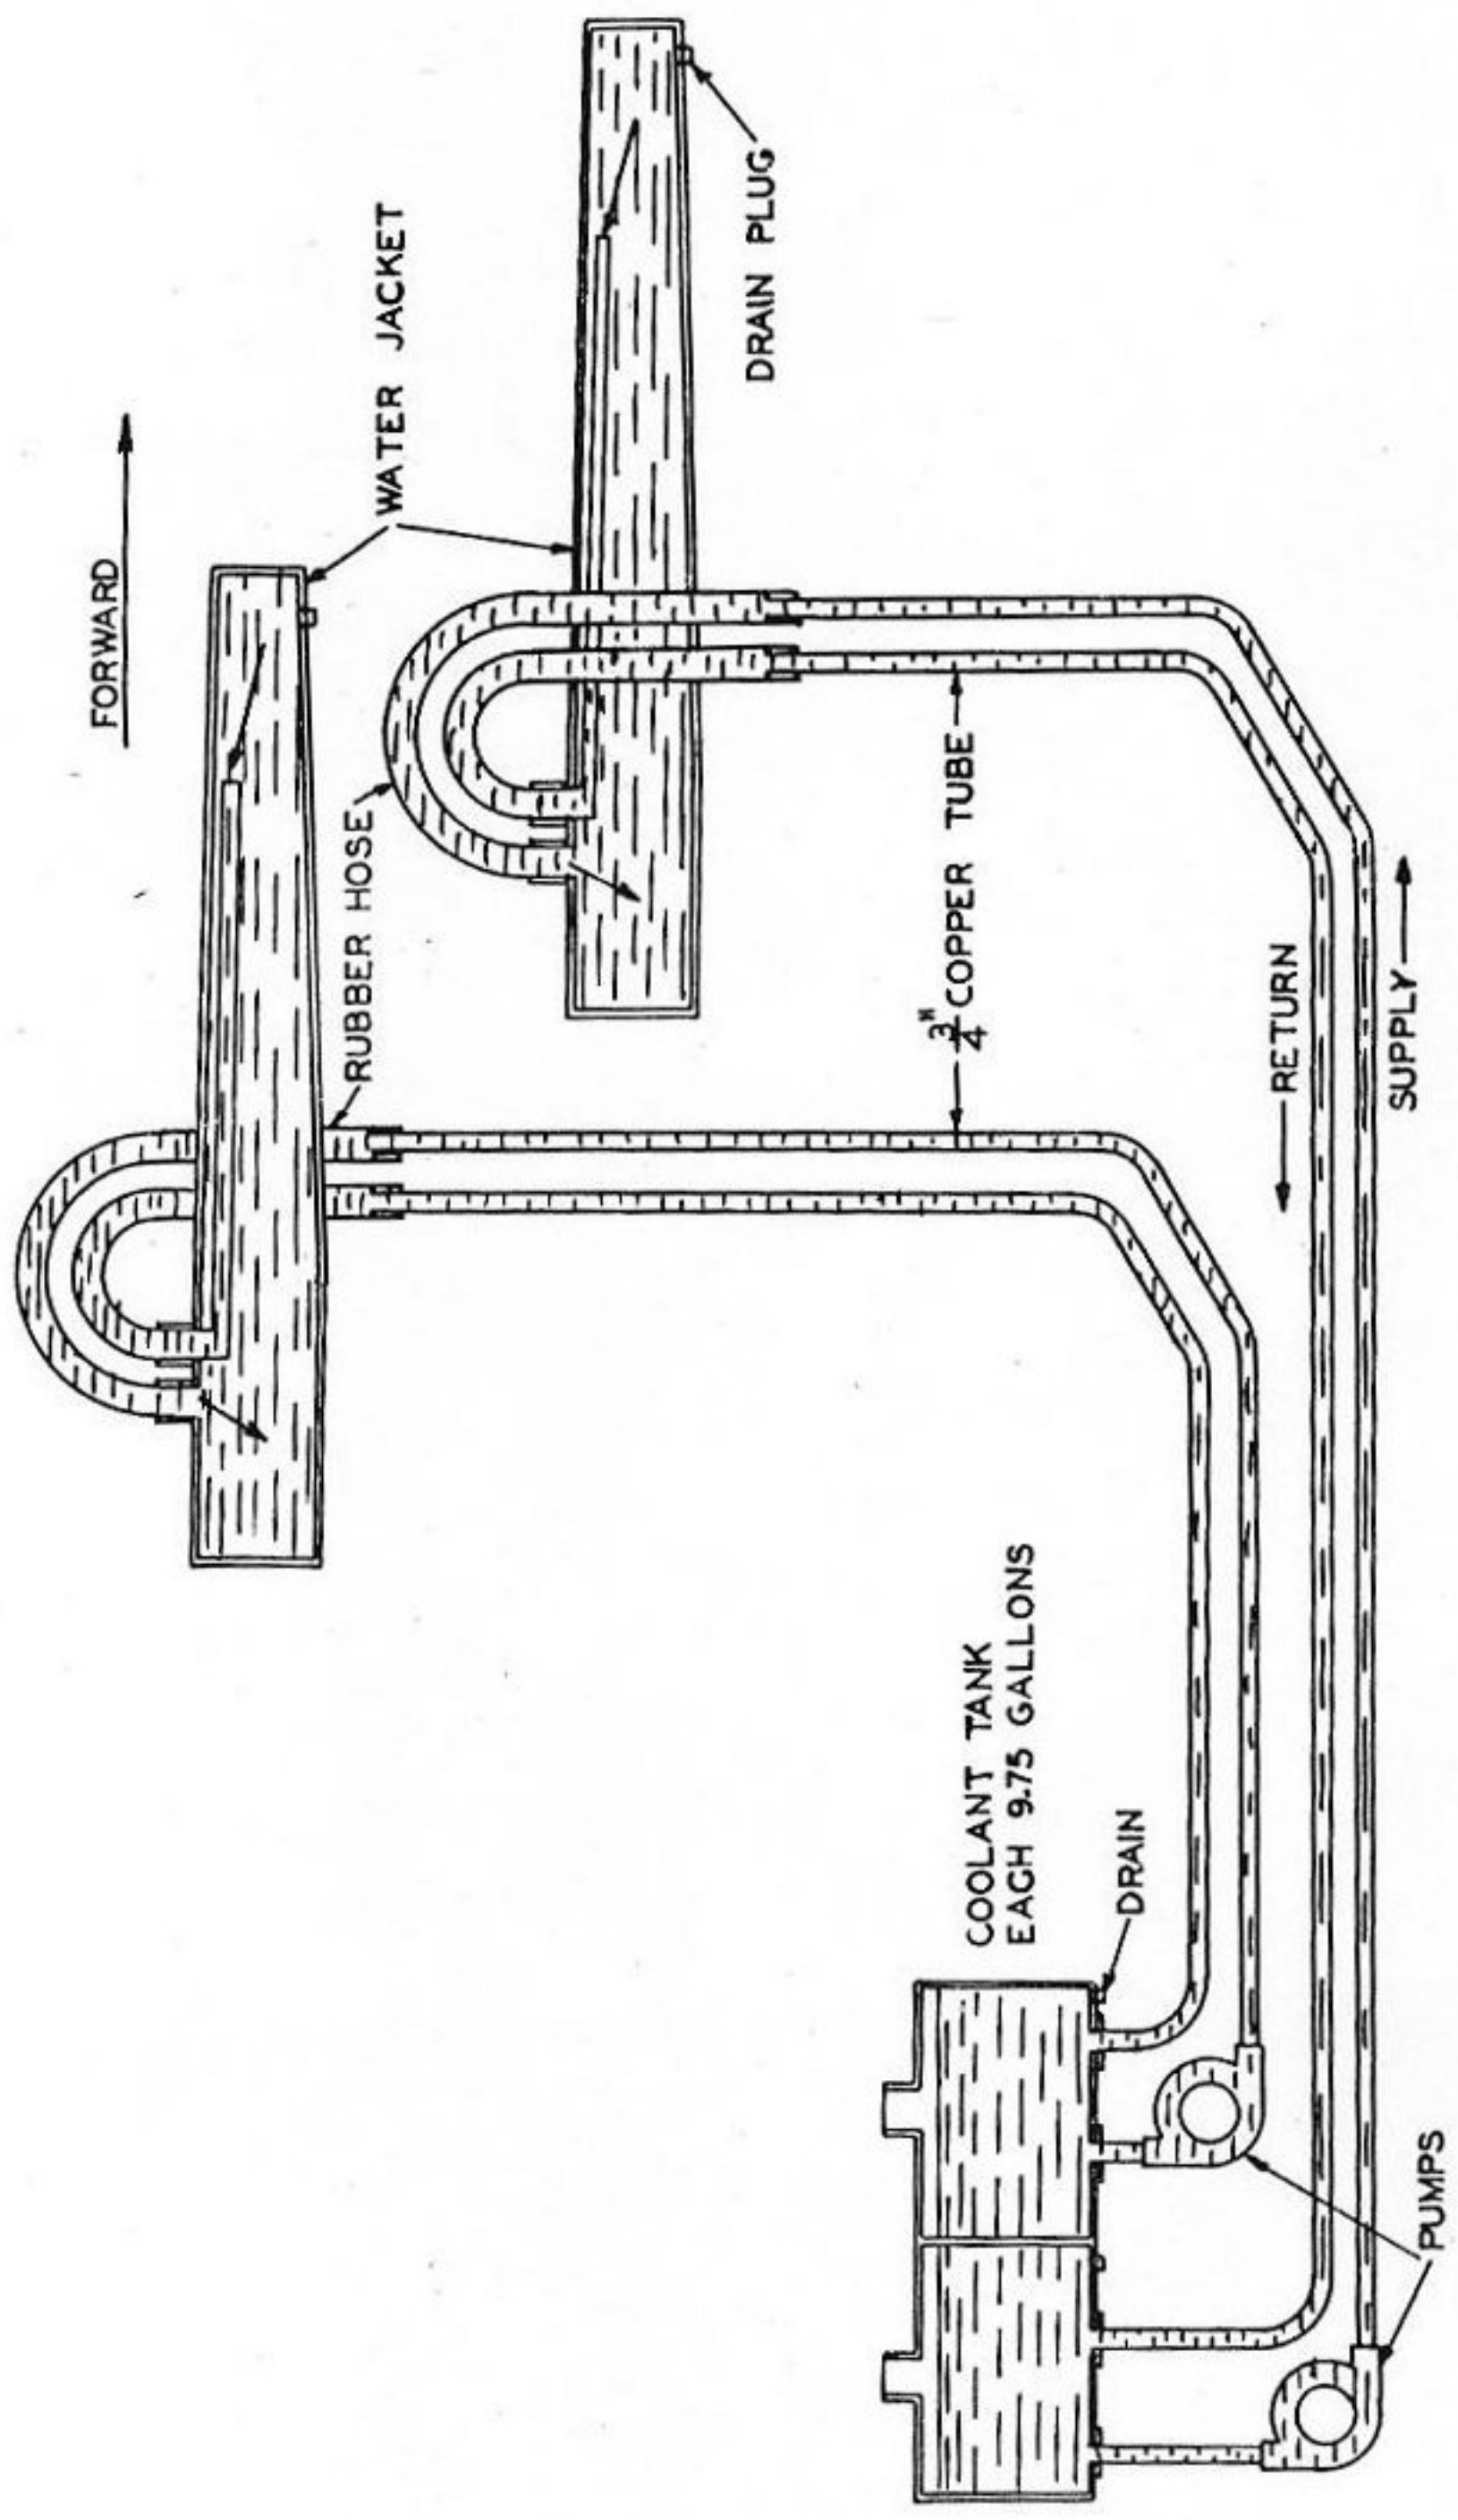 FORWARD
WATER JACKET
RUBBER HOSE
DRAIN PLUG
3/4" COPPER TUBE
RETURN
SUPPLY
COOLANT TANK
EACH 9.75 GALLONS
DRAIN
PUMPS